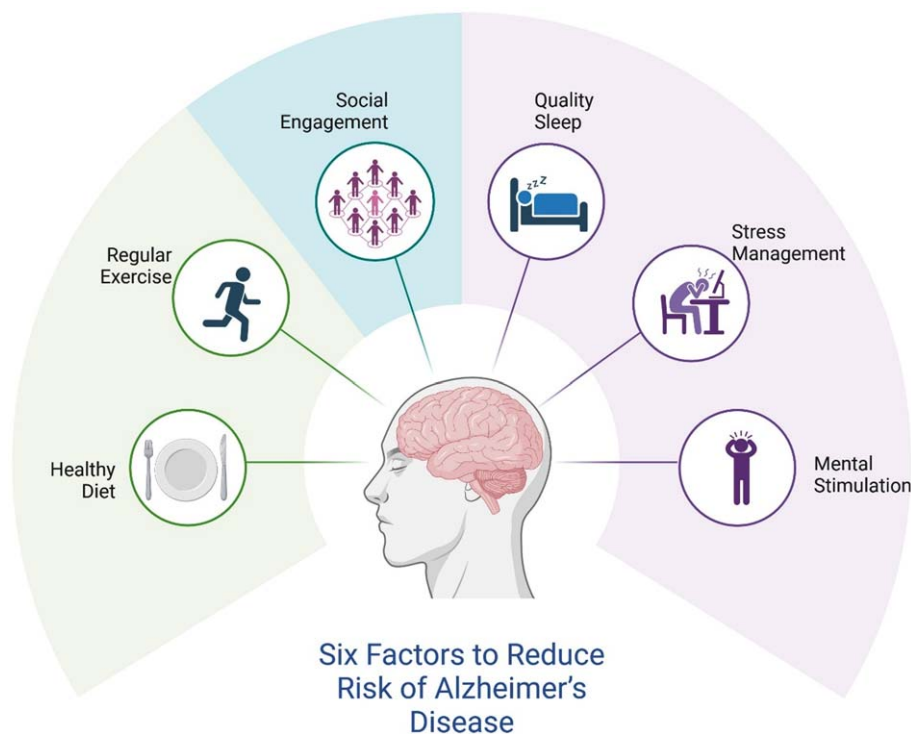 Social
Engagement
Quality
Sleep
Regular
Exercise
Stress
Management
Healthy
Diet
Mental
Stimulation
zzz
Six Factors to Reduce
Risk of Alzheimer's
Disease